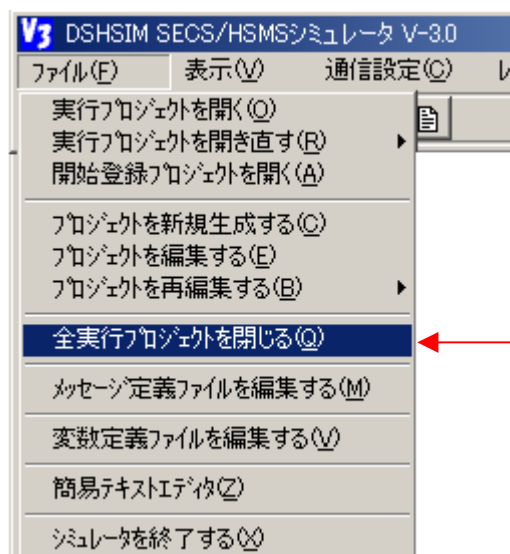 V3 DSHSIM SECS/HSMSシミュレータ V-3.0
ファイル(F) 表示(V) 通信設定(C) レ
実行プロジェクトを開く(O)
実行プロジェクトを開き直す(R)
開始登録プロジェクトを開く(A)
プロジェクトを新規生成する(C)
プロジェクトを編集する(E)
プロジェクトを再編集する(B)
全実行プロジェクトを閉じる(Q)
メッセージ定義ファイルを編集する(M)
変数定義ファイルを編集する(V)
簡易テキストエディタ(Z)
シミュレータを終了する(X)